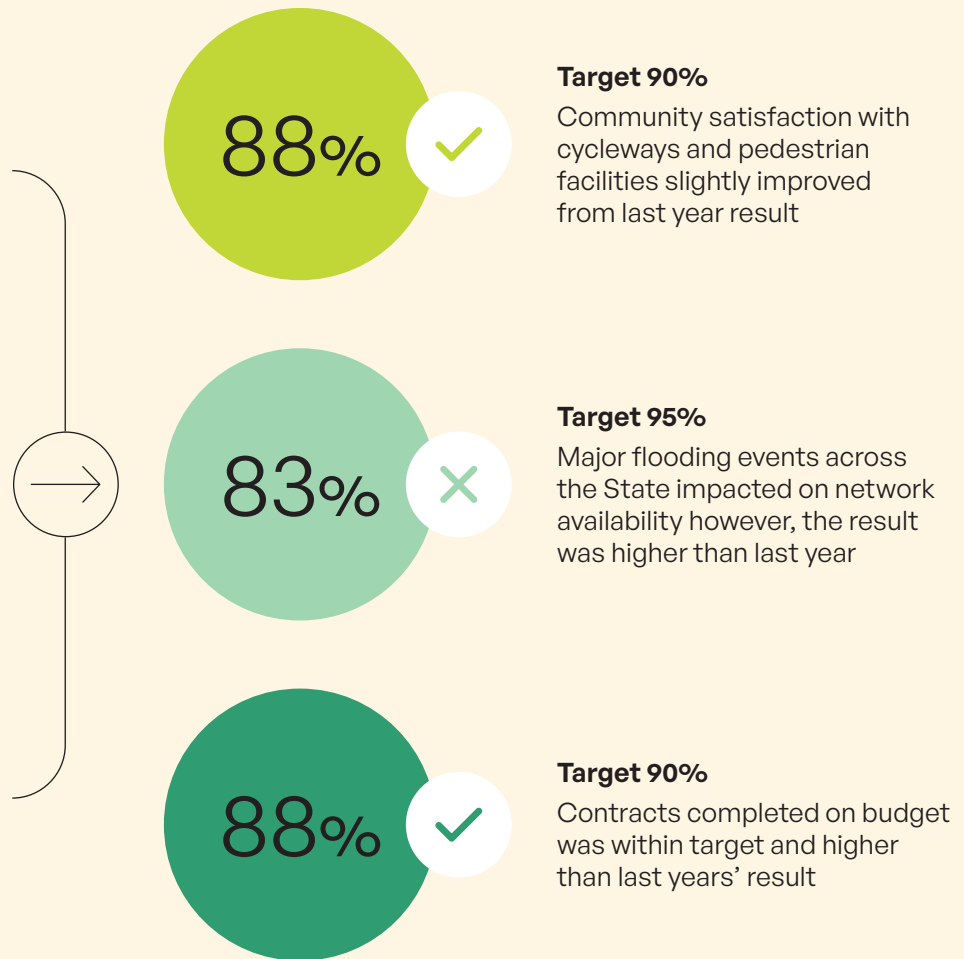 88%
Target 90%
Community satisfaction with
cycleways and pedestrian
facilities slightly improved
from last year result
83%
Target 95%
Major flooding events across
the State impacted on network
availability however, the result
was higher than last year
88%
Target 90%
Contracts completed on budget
was within target and higher
than last years’ result